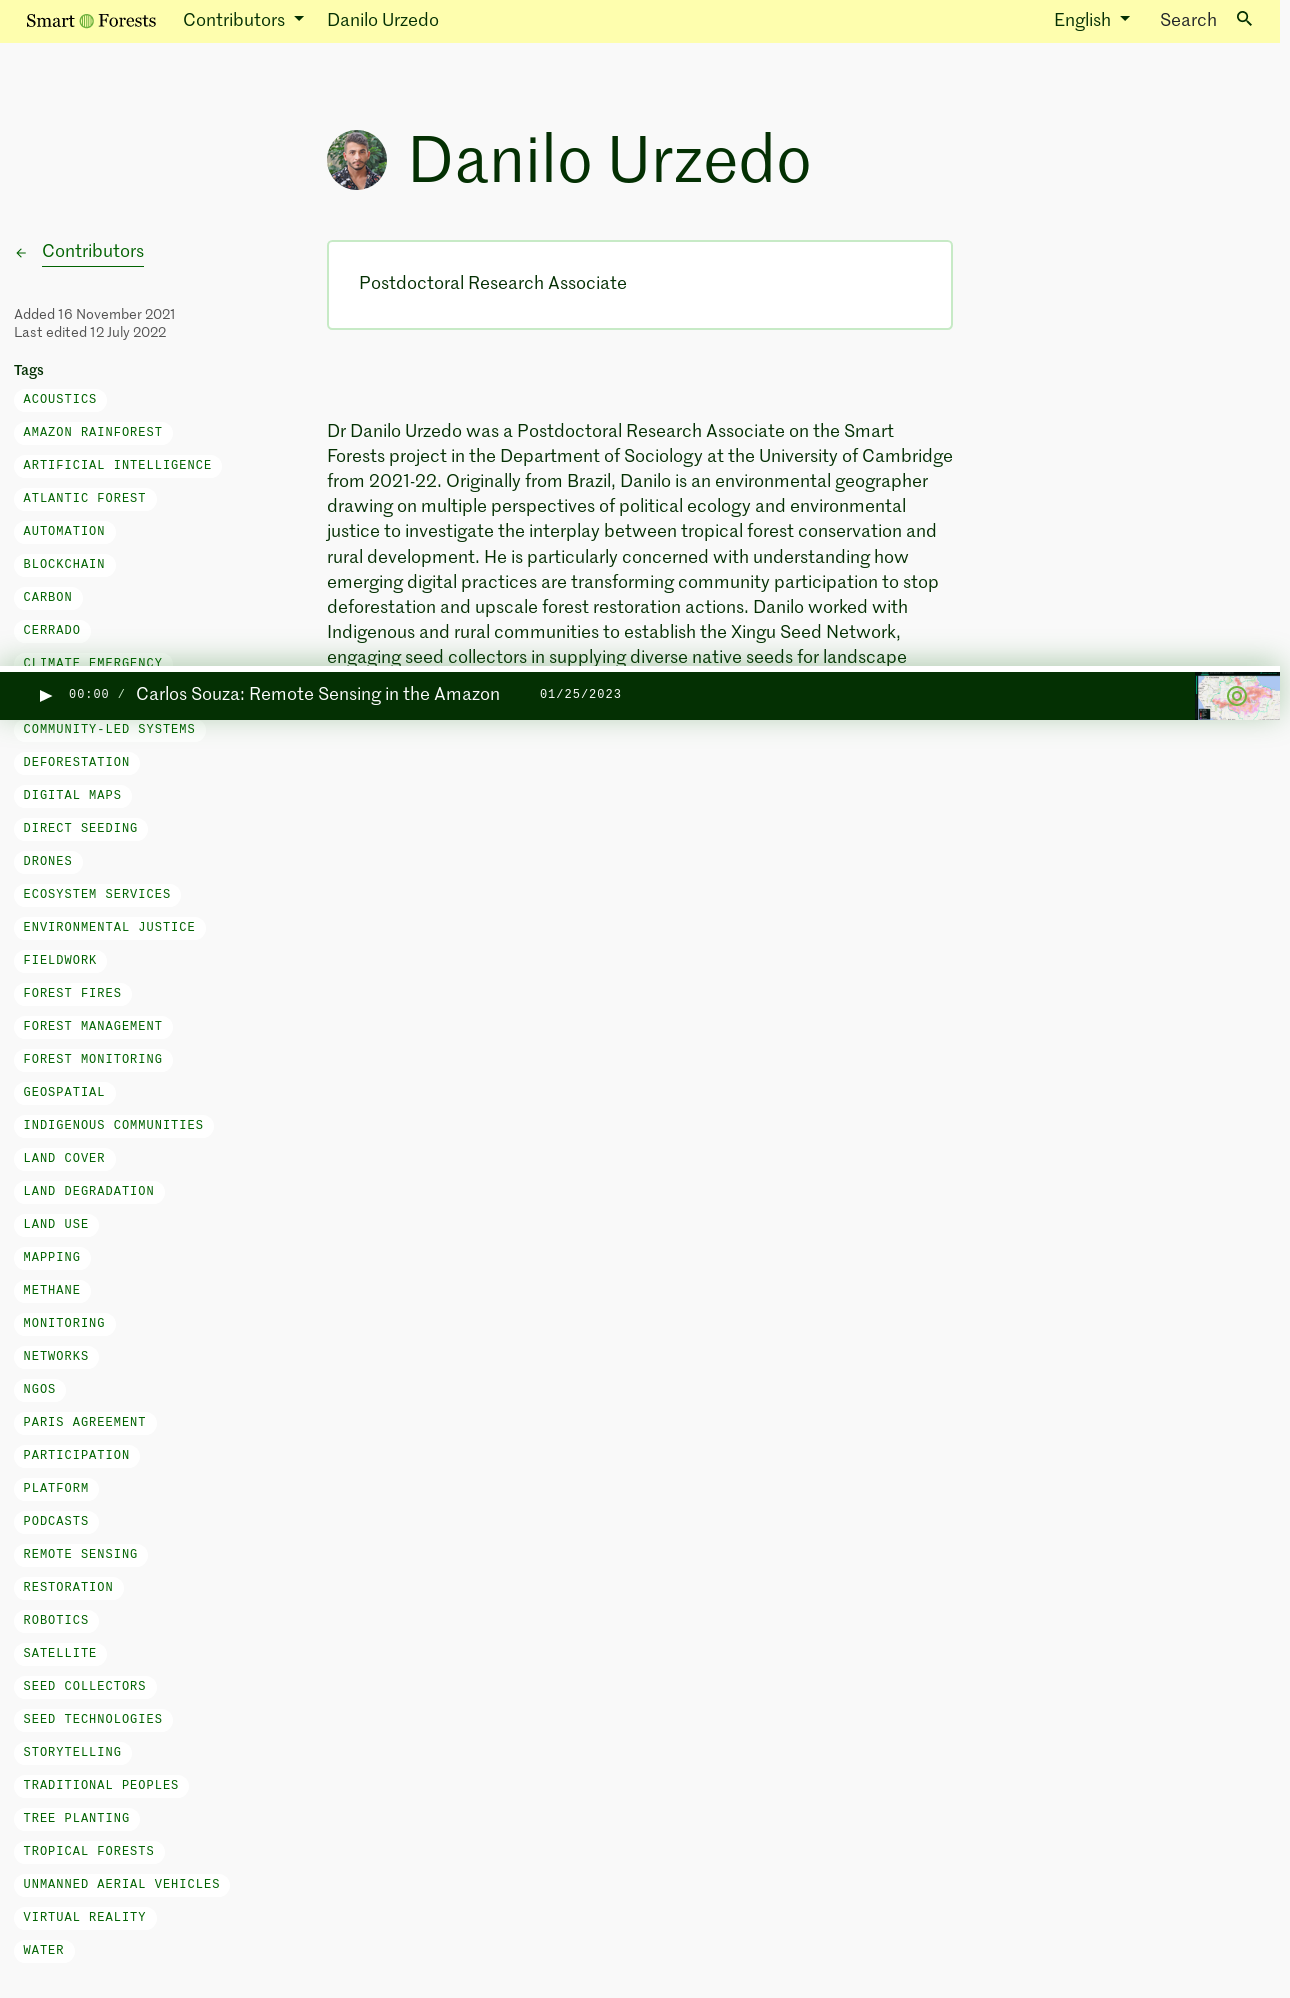 Smart Forests Contributors Danilo Urzedo English Search
Danilo Urzedo
Contributors
Postdoctoral Research Associate
Added 16 November 2021
Last edited 12 July 2022
Tags
ACOUSTICS
AMAZON RAINFOREST
ARTIFICIAL INTELLIGENCE
ATLANTIC FOREST
AUTOMATION
BLOCKCHAIN
CARBON
CERRADO
CLIMATE EMERGENCY
Dr Danilo Urzedo was a Postdoctoral Research Associate on the Smart
Forests project in the Department of Sociology at the University of Cambridge
from 2021-22. Originally from Brazil, Danilo is an environmental geographer
drawing on multiple perspectives of political ecology and environmental
justice to investigate the interplay between tropical forest conservation and
rural development. He is particularly concerned with understanding how
emerging digital practices are transforming community participation to stop
deforestation and upscale forest restoration actions. Danilo worked with
Indigenous and rural communities to establish the Xingu Seed Network,
engaging seed collectors in supplying diverse native seeds for landscape
00:00 / Carlos Souza: Remote Sensing in the Amazon 01/25/2023
COMMUNITY-LED SYSTEMS
DEFORESTATION
DIGITAL MAPS
DIRECT SEEDING
DRONES
ECOSYSTEM SERVICES
ENVIRONMENTAL JUSTICE
FIELDWORK
FOREST FIRES
FOREST MANAGEMENT
FOREST MONITORING
GEOSPATIAL
INDIGENOUS COMMUNITIES
LAND COVER
LAND DEGRADATION
LAND USE
MAPPING
METHANE
MONITORING
NETWORKS
NGOS
PARIS AGREEMENT
PARTICIPATION
PLATFORM
PODCASTS
REMOTE SENSING
RESTORATION
ROBOTICS
SATELLITE
SEED COLLECTORS
SEED TECHNOLOGIES
STORYTELLING
TRADITIONAL PEOPLES
TREE PLANTING
TROPICAL FORESTS
UNMANNED AERIAL VEHICLES
VIRTUAL REALITY
WATER